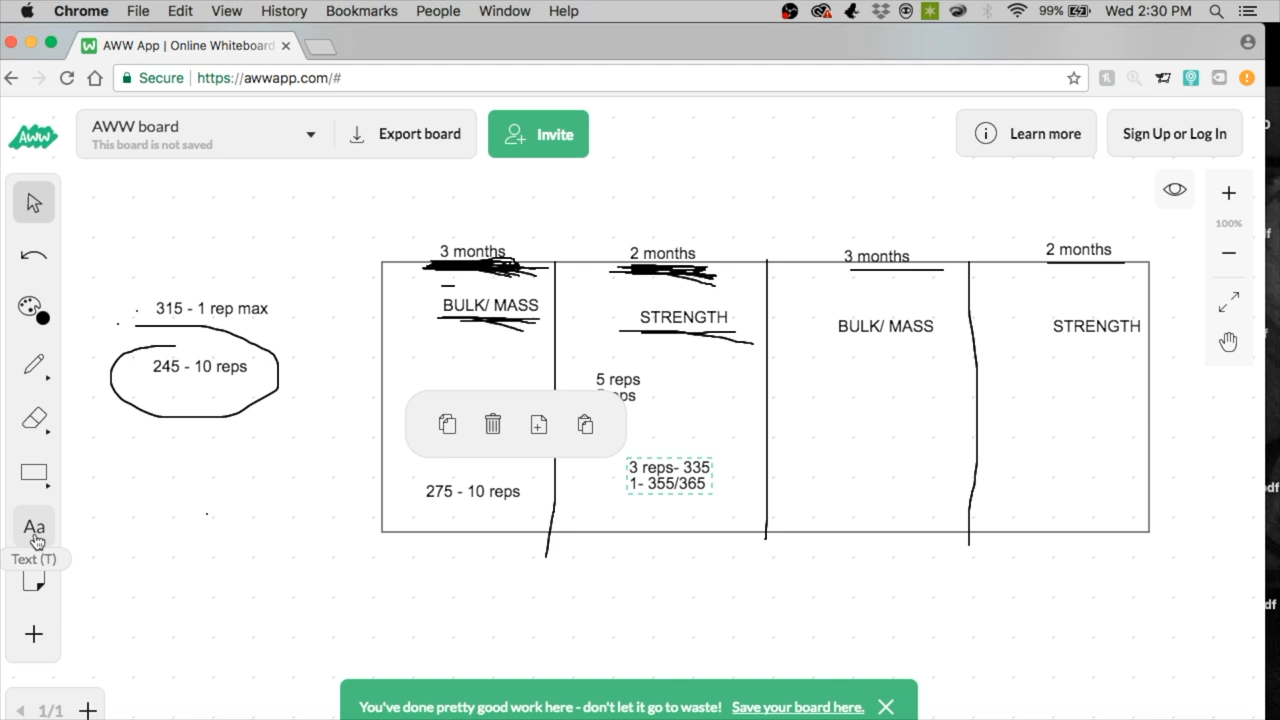 Chrome File Edit View History Bookmarks People Window Help 99% Wed 2:30 PM
AWW App | Online Whiteboard
Secure https://awwapp.com/#
AWW
AWW board
This board is not saved
Export board
Invite
Learn more
Sign Up or Log In
100%
3 months 2 months 3 months 2 months
315 - 1 rep max
245 - 10 reps
BULK/ MASS STRENGTH BULK/ MASS STRENGTH
5 reps
3 reps- 335
1- 355/365
275 - 10 reps
Aa
Text (T)
1/1
You've done pretty good work here - don't let it go to waste! Save your board here.